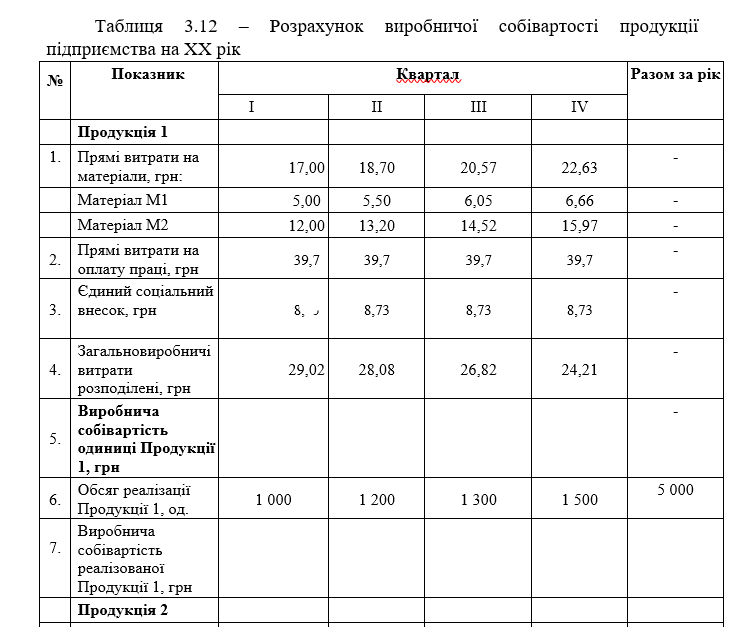 Таблиця 3.12 – Розрахунок виробничої собівартості продукції
підприємства на ХХ рік
№ Показник Квартал Разом за рік
I II III IV
Продукція 1
1. Прямі витрати на
матеріали, грн: 17,00 18,70 20,57 22,63 -
Матеріал М1 5,00 5,50 6,05 6,66 -
Матеріал М2 12,00 13,20 14,52 15,97 -
2. Прямі витрати на
оплату праці, грн 39,7 39,7 39,7 39,7 -
Єдиний соціальний
3. внесок, грн 8,73 8,73 8,73 -
Загальновиробничі
4. витрати 29,02 28,08 26,82 24,21 -
розподілені, грн
Виробнича -
собівартість
5. одиниці Продукції
1, грн
6. Обсяг реалізації 1 000 1 200 1 300 1 500 5 000
Продукції 1, од.
Виробнича
7. собівартість
реалізованої
Продукції 1, грн
Продукція 2